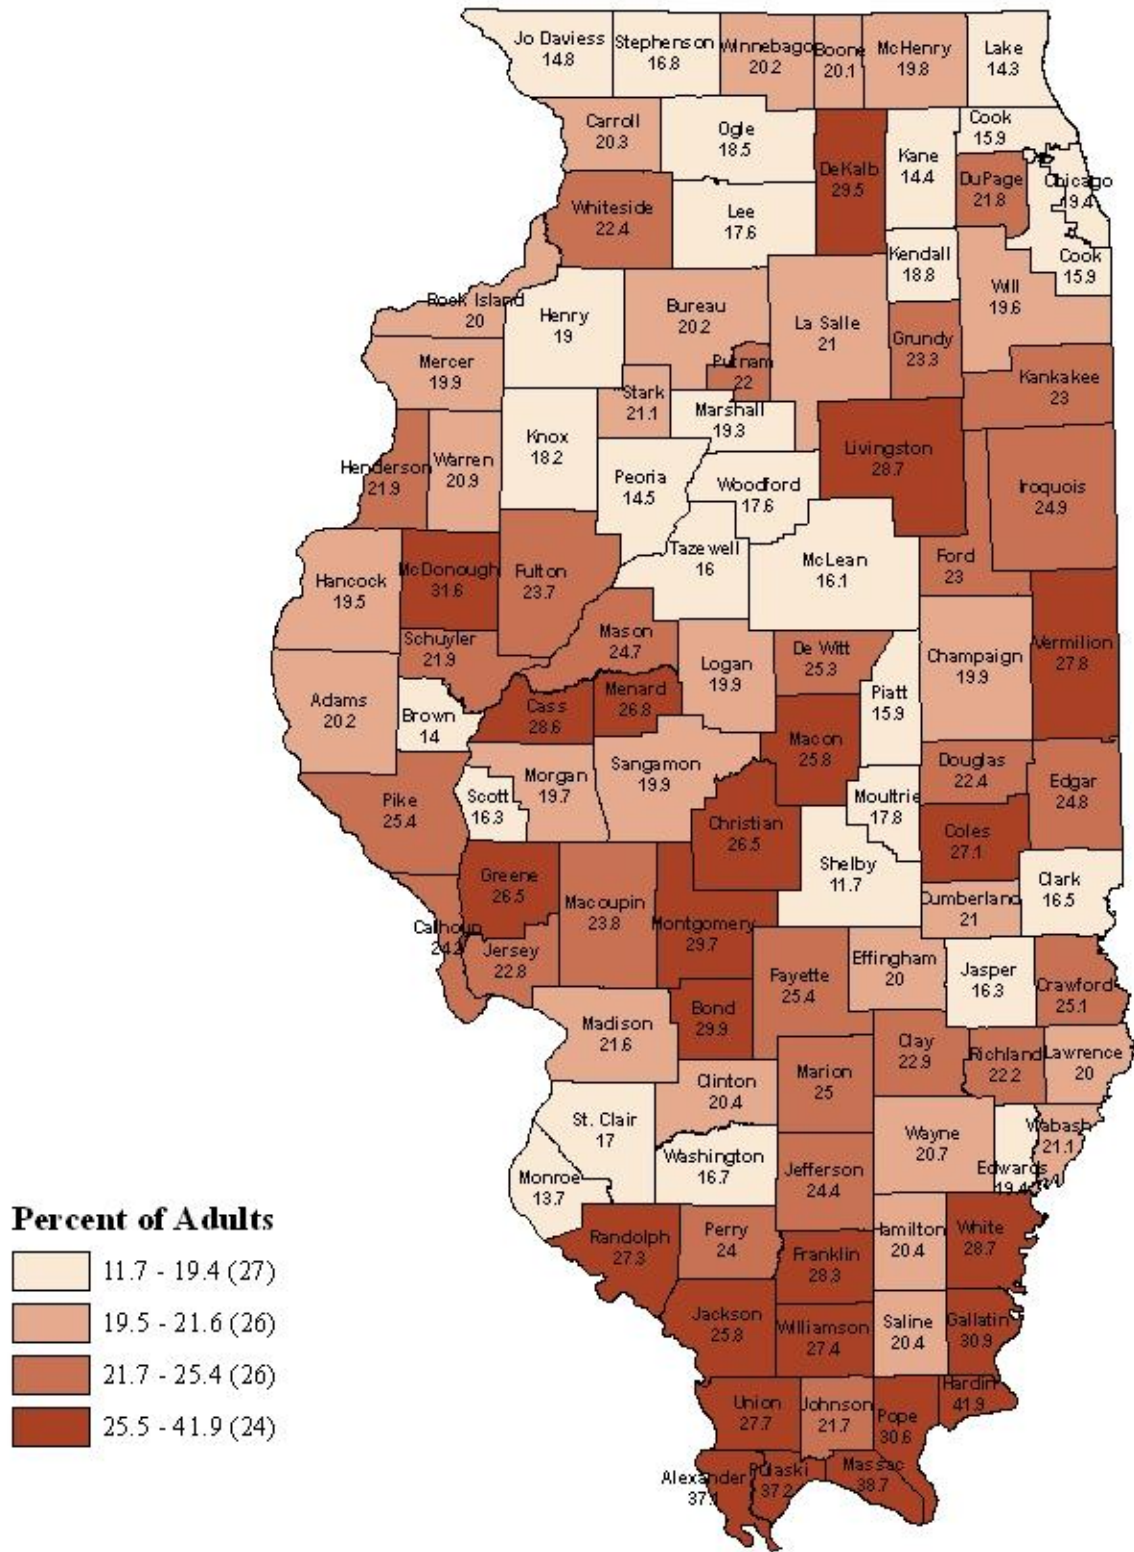 Jo Daviess
14.8
Stephenson
16.8
Winnebago
20.2
Boone
20.1
McHenry
19.8
Lake
14.3
Carroll
20.3
Ogle
18.5
DeKalb
29.5
Kane
14.4
Cook
15.9
DuPage
21.8
Chicago
19.4
Whiteside
22.4
Lee
17.6
Kendall
18.8
Cook
15.9
Will
19.6
Rock Island
20
Henry
19
Bureau
20.2
La Salle
21
Grundy
23.3
Putnam
22
Kankakee
23
Mercer
19.9
Stark
21.1
Marshall
19.3
Knox
18.2
Livingston
28.7
Henderson
21.9
Warren
20.9
Peoria
14.5
Woodford
17.6
Iroquois
24.9
Hancock
19.5
McDonough
31.6
Fulton
23.7
Tazewell
16
McLean
16.1
Ford
23
Schuyler
21.9
Mason
24.7
Logan
19.9
De Witt
25.3
Champaign
19.9
Vermilion
27.8
Adams
20.2
Brown
14
Cass
28.6
Menard
26.8
Piatt
15.9
Macon
25.8
Pike
25.4
Scott
16.3
Morgan
19.7
Sangamon
19.9
Moultrie
17.8
Douglas
22.4
Edgar
24.8
Christian
26.5
Coles
27.1
Greene
26.5
Shelby
11.7
Clark
16.5
Macoupin
23.8
Montgomery
29.7
Cumberland
21
Calhoun
Jersey
22.8
Fayette
25.4
Effingham
20
Jasper
16.3
Crawford
25.1
Madison
21.6
Bond
29.9
Clay
22.9
Richland
22.2
Lawrence
20
Marion
25
Clinton
20.4
St. Clair
17
Washington
16.7
Jefferson
24.4
Wayne
20.7
Edwards
19.4
Wabash
21.1
Monroe
13.7
Randolph
27.3
Perry
24
Franklin
28.3
Hamilton
20.4
White
28.7
Jackson
25.8
Williamson
27.4
Saline
20.4
Gallatin
30.9
Union
27.7
Johnson
21.7
Pope
30.6
Hardin
41.9
Alexander
37.1
Pulaski
37.2
Massac
38.7
Percent of Adults
11.7 - 19.4 (27)
19.5 - 21.6 (26)
21.7 - 25.4 (26)
25.5 - 41.9 (24)